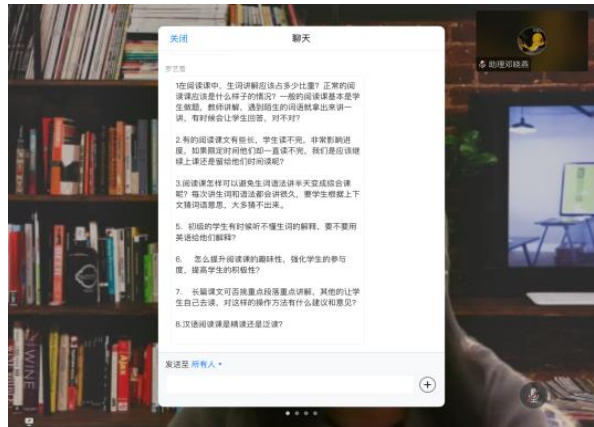 关闭
聊天
助理邓晓燕
罗艺雪
1在阅读课中，生词讲解应该占多少比重？正常的阅
读课应该是什么样子的情况？一般的阅读课基本是学
生做题，教师讲解，遇到陌生的词语就拿出来讲一
讲，有时候会让学生回答，对不对？
2.有的阅读课文有些长，学生读不完，非常影响进
度，如果限定时间他们却一直读不完，我们是应该继
续上课还是留给他们时间读呢？
3.阅读课怎样可以避免生词语法讲半天变成综合课
呢？每次讲生词和语法都会讲很久，要学生根据上下
文猜词语意思，大多猜不出来。
5. 初级的学生有时候听不懂生词的解释，要不要用
英语给他们解释？
6. 怎么提升阅读课的趣味性，强化学生的参与
度，提高学生的积极性？
7. 长篇课文可否挑重点段落重点讲解，其他的让学
生自己去读，对这样的操作方法有什么建议和意见？
8.汉语阅读课是精读还是泛读？
发送至 所有人
WINE
Ajax